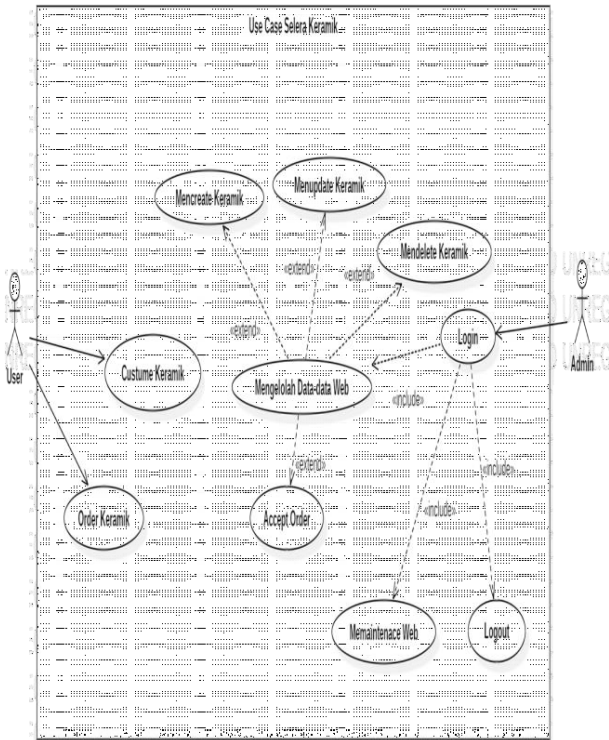 Use Case Selera Keramik
Mencreate Keramik
Menupdate Keramik
Mendelete Keramik
«extend»
«extend»
«extend»
Login
User
Admin
Custume Keramik
Mengelolah Data-data Web
«include»
«extend»
«include»
Order Keramik
Accept Order
«include»
Memaintenace Web
Logout